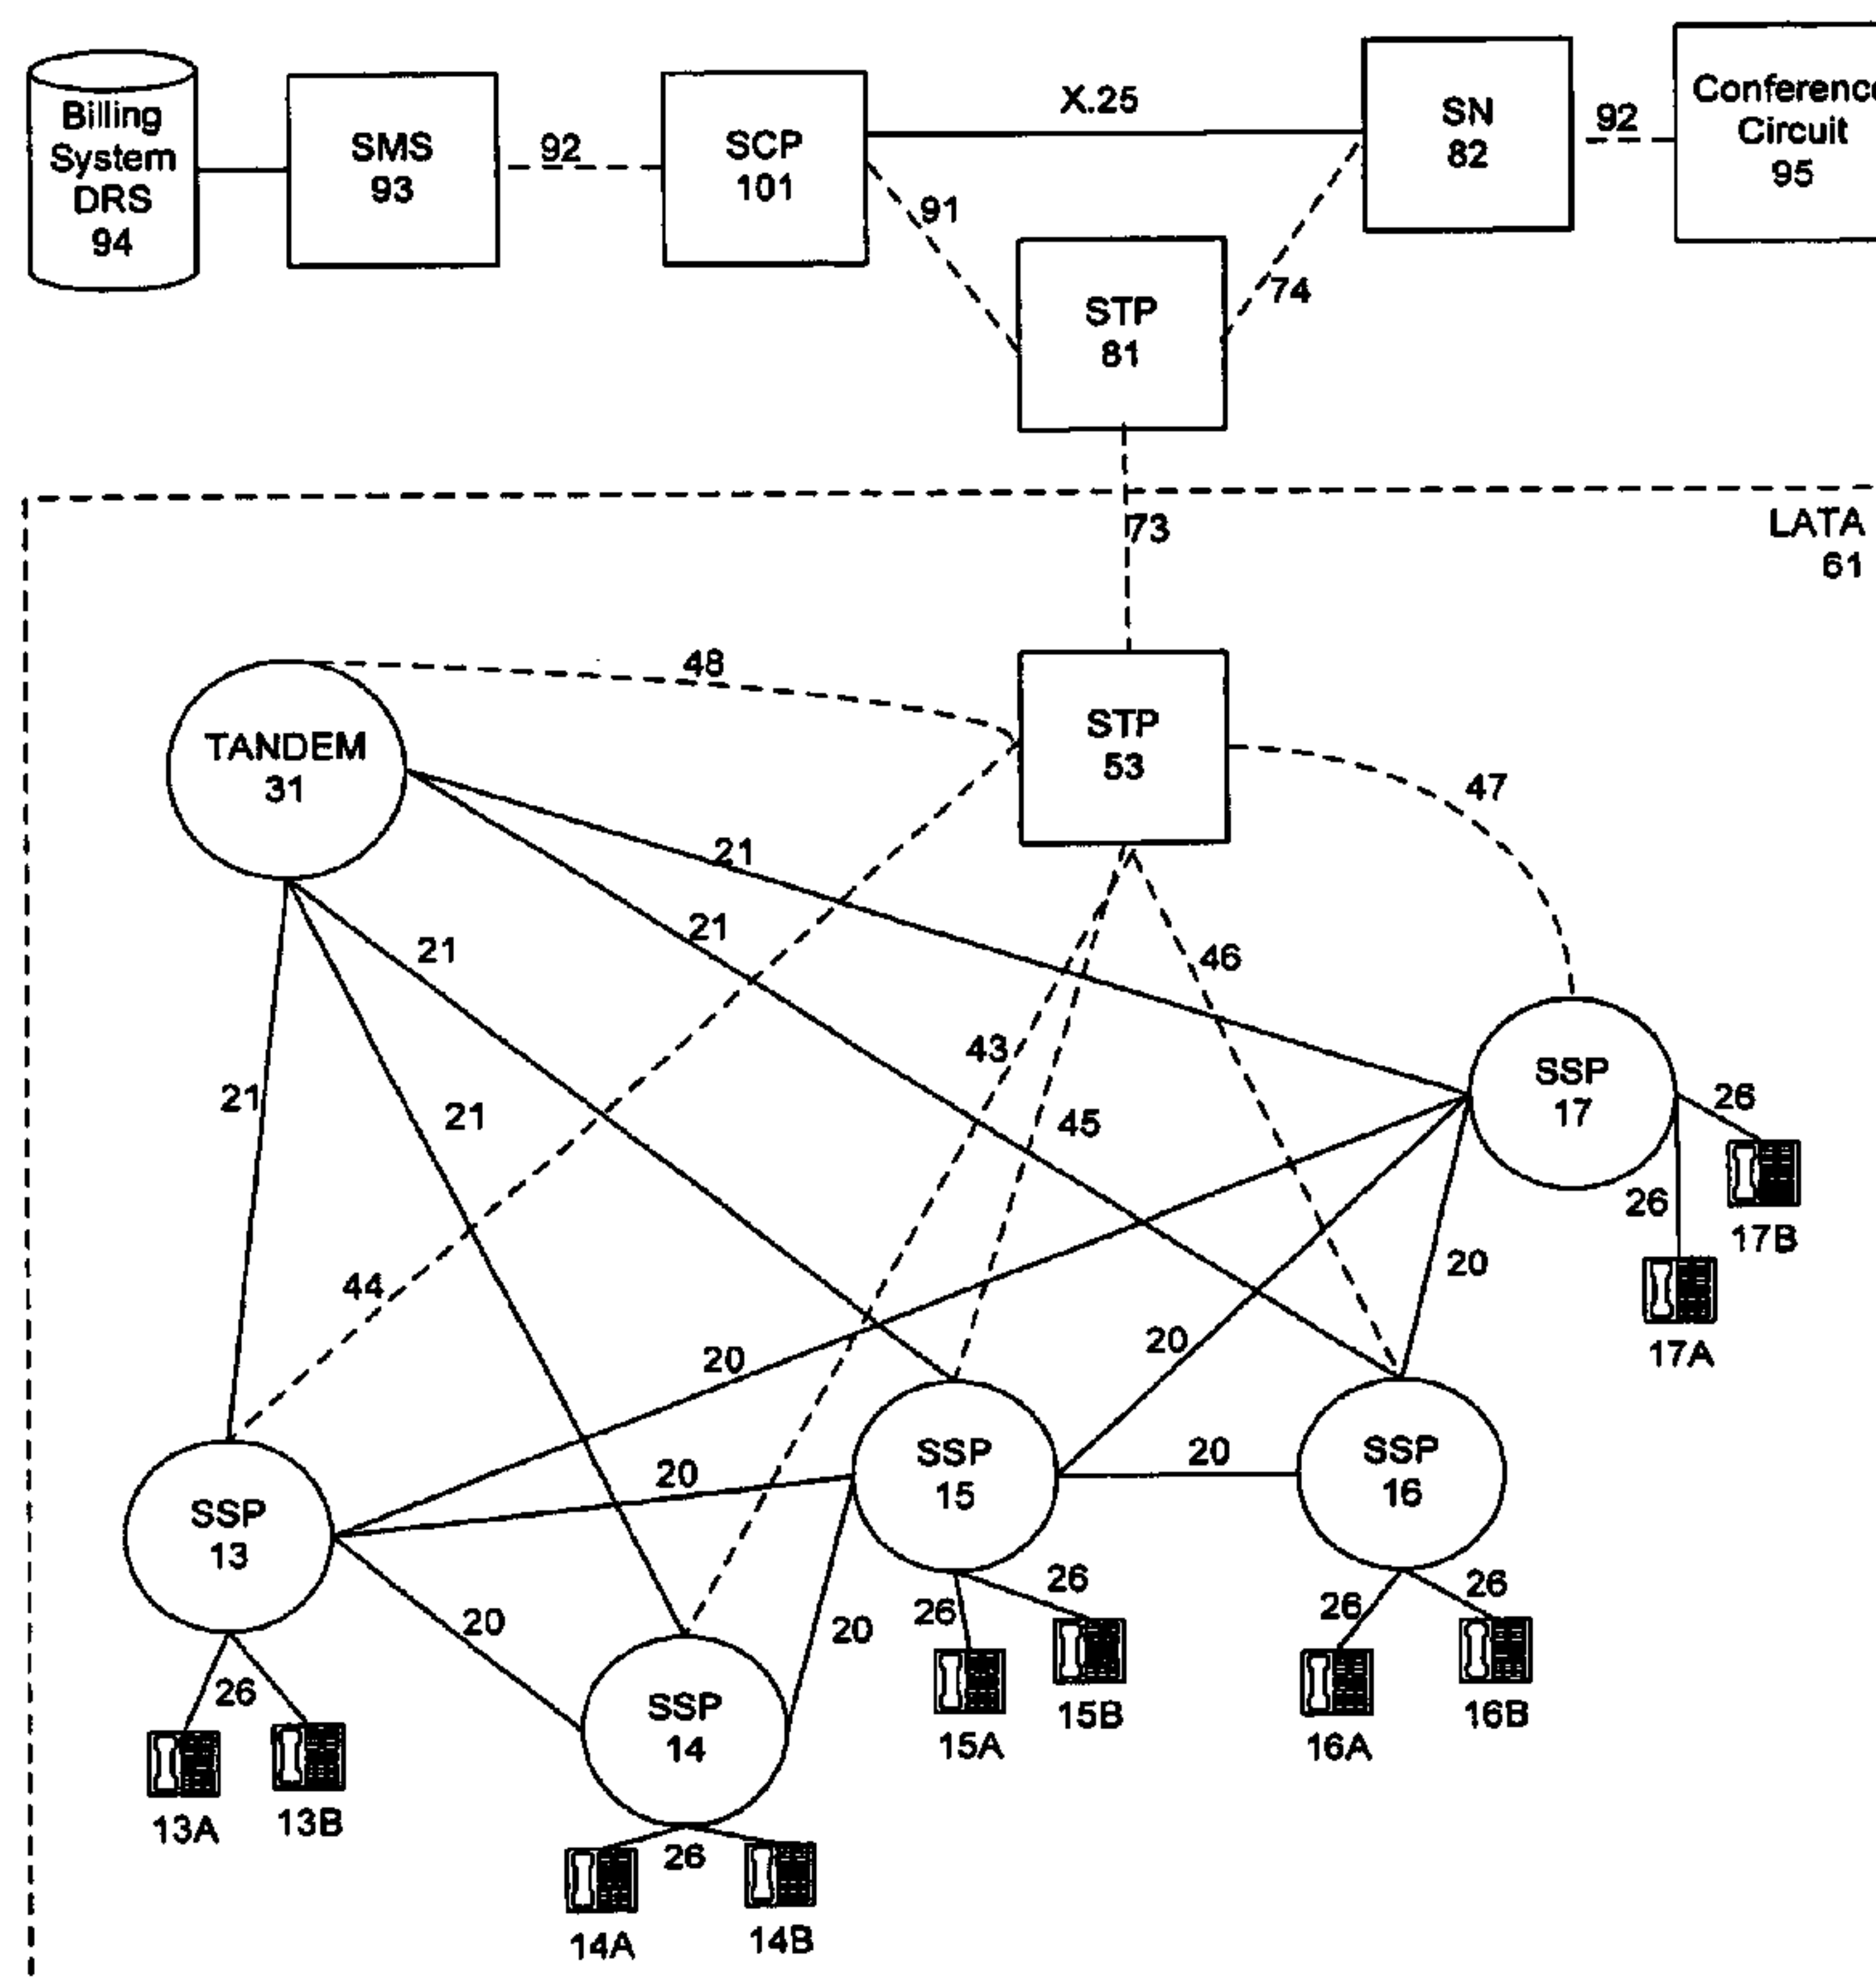 Billing
System
DRS
94
SMS
93
92
SCP
101
X.25
SN
82
92
Conference
Circuit
95
91
STP
81
74
73
LATA
61
TANDEM
31
48
STP
53
47
21
21
21
46
43
45
21
21
44
SSP
17
26
26
17B
17A
20
20
20
20
20
SSP
13
SSP
15
SSP
16
20
20
26
13A
13B
SSP
14
26
14A
14B
26
26
15A
15B
26
26
16A
16B